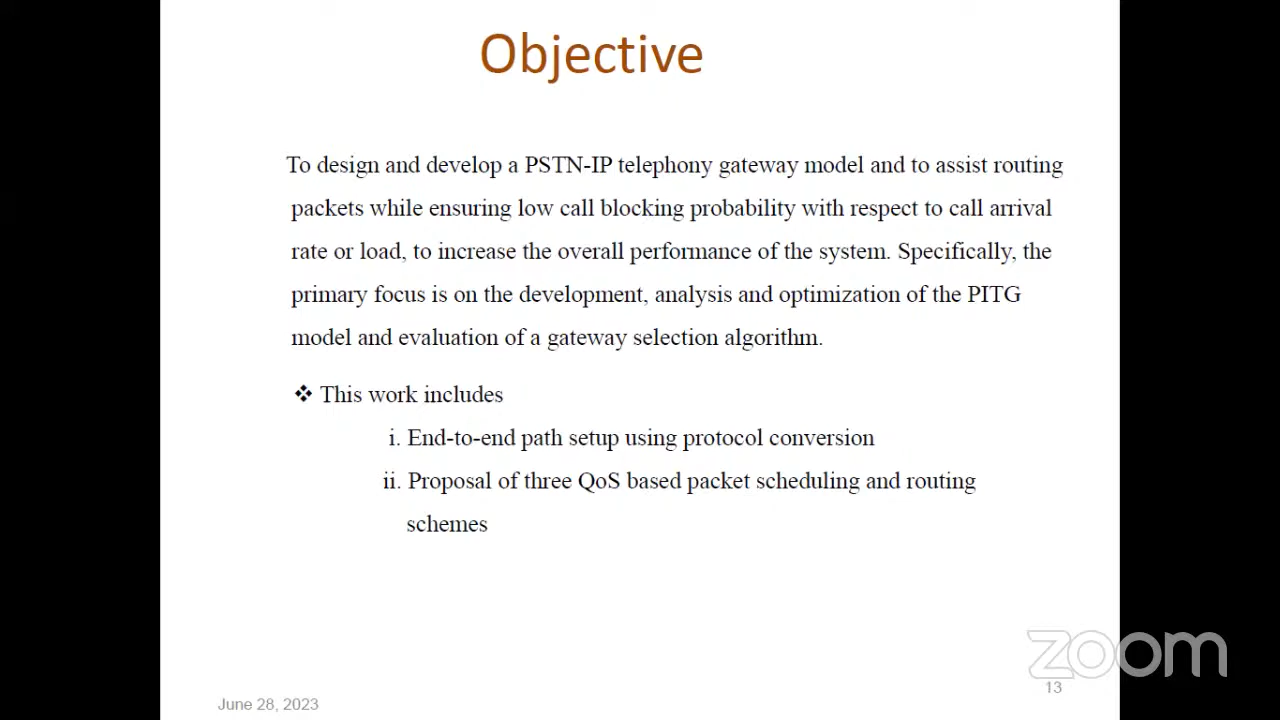 Objective
To design and develop a PSTN-IP telephony gateway model and to assist routing
packets while ensuring low call blocking probability with respect to call arrival
rate or load, to increase the overall performance of the system. Specifically, the
primary focus is on the development, analysis and optimization of the PITG
model and evaluation of a gateway selection algorithm.
❖ This work includes
i. End-to-end path setup using protocol conversion
ii. Proposal of three QoS based packet scheduling and routing
schemes
zoom
13
June 28, 2023